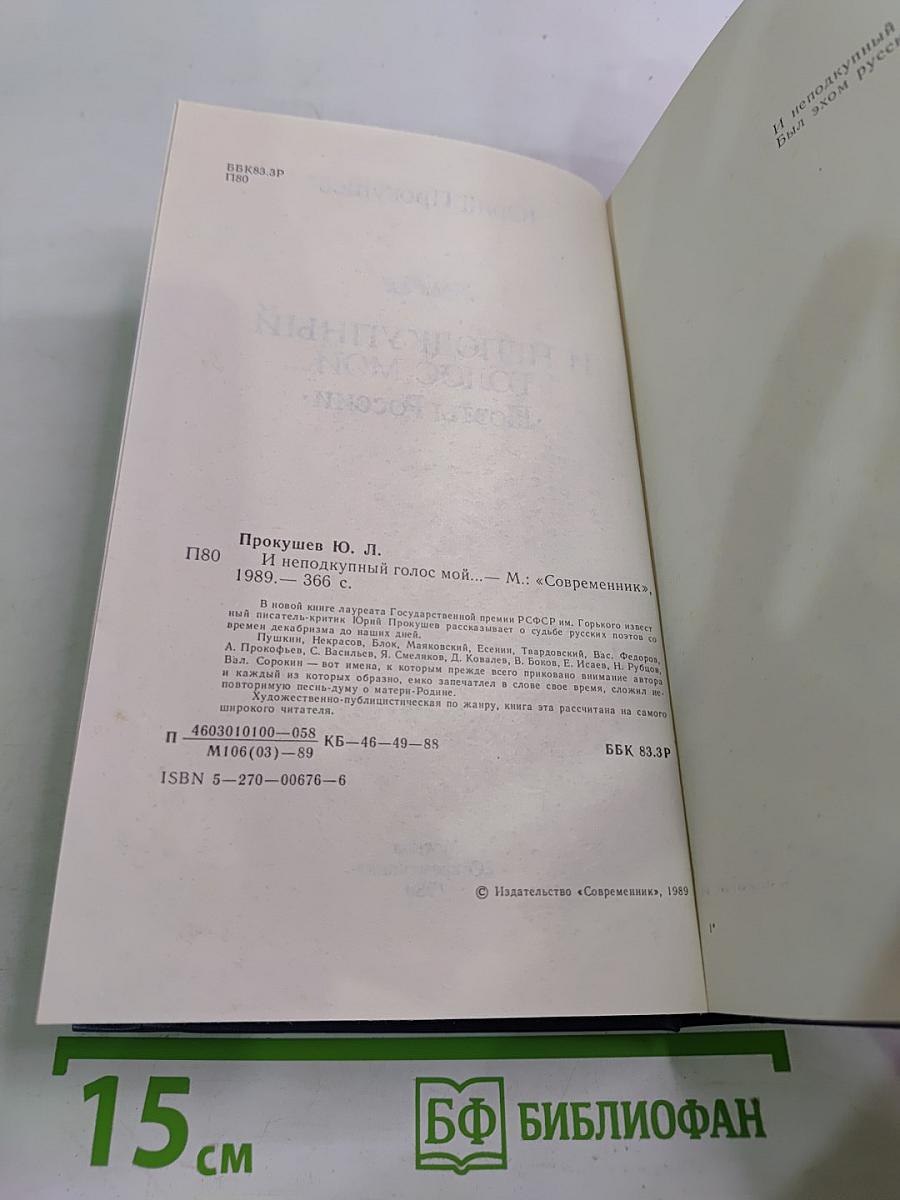 ББК83.3Р
П80
Прокушев Ю. Л.
П80 И неподкупный голос мой...— М.: «Современник»,
1989.— 366 с.
В новой книге лауреата Государственной премии РСФСР им. Горького извест
ный писатель-критик Юрий Прокушев рассказывает о судьбе русских поэтов со
времен декабризма до наших дней.
Пушкин, Некрасов, Блок, Маяковский, Есенин, Твардовский, Вас. Федоров,
А. Прокофьев, С. Васильев, Я. Смеляков, Д. Ковалев, В. Боков, Е. Исаев, Н. Рубцов,
Вал. Сорокин — вот имена, к которым прежде всего приковано внимание автора
и каждый из которых образно, емко запечатлел в слове свое время, сложил не-
повторимую песнь-думу о матери-Родине.
Художественно-публицистическая по жанру, книга эта рассчитана на самого
широкого читателя.
П 4603010100—058 КБ—46—49—88
М106(03)—89
ББК 83.3Р
ISBN 5—270—00676—6
© Издательство «Современник», 1989
И неподкупный
Был эхом русск
1*
15 см
БФ БИБЛИОФАН